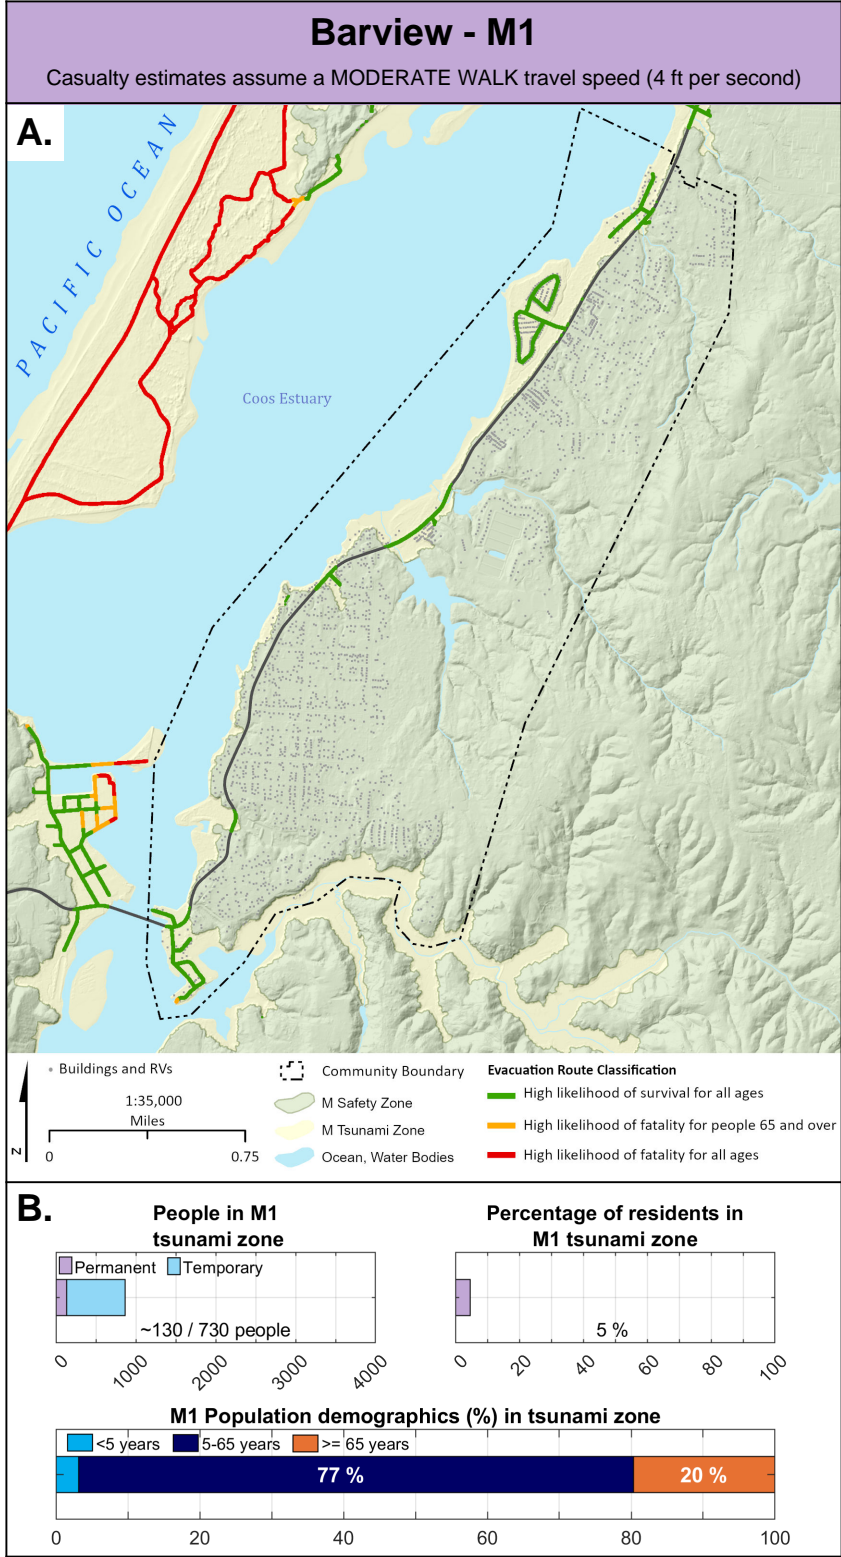 Barview - M1
Casualty estimates assume a MODERATE WALK travel speed (4 ft per second)
A.
PACIFIC OCEAN
Coos Estuary
N
Buildings and RVs
1:35,000
Miles
0 0.75
Community Boundary
M Safety Zone
M Tsunami Zone
Ocean, Water Bodies
Evacuation Route Classification
High likelihood of survival for all ages
High likelihood of fatality for people 65 and over
High likelihood of fatality for all ages
B.
People in M1
tsunami zone
Permanent Temporary
~130 / 730 people
0 1000 2000 3000 4000
Percentage of residents in
M1 tsunami zone
5 %
0 20 40 60 80 100
M1 Population demographics (%) in tsunami zone
<5 years 5-65 years >= 65 years
77 % 20 %
0 20 40 60 80 100